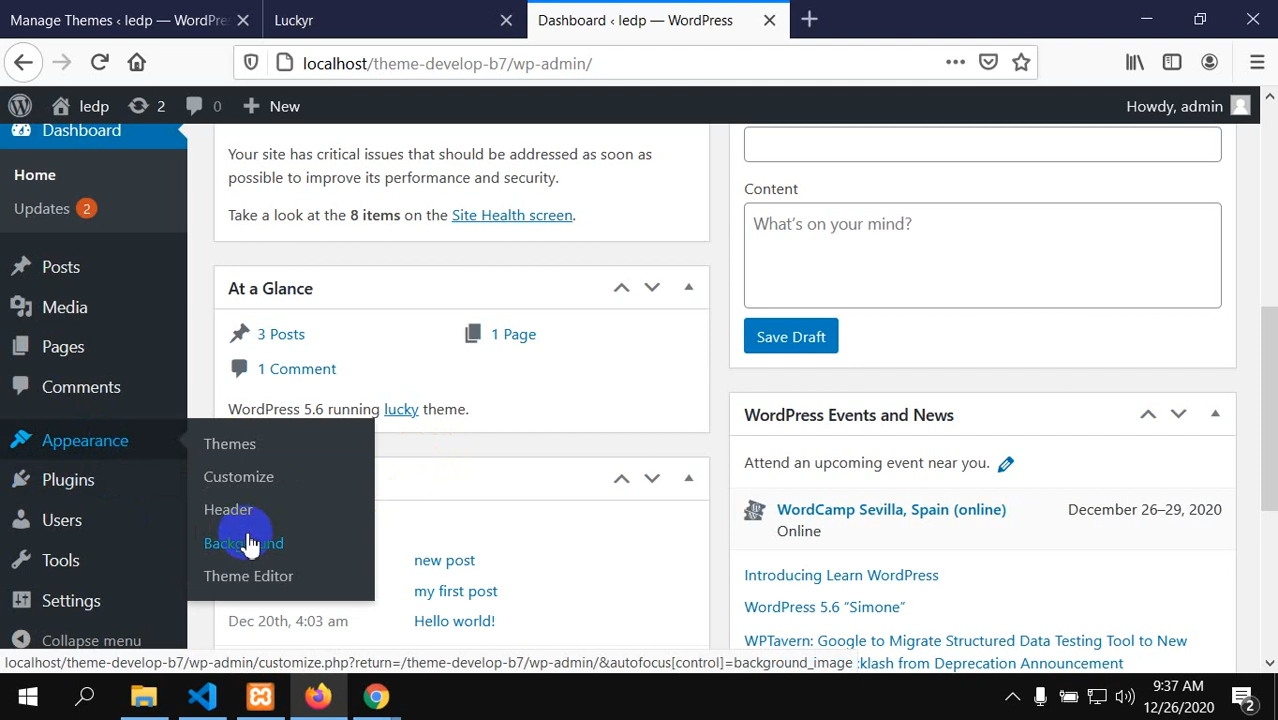 Manage Themes ‹ ledp — WordPre
Luckyr
Dashboard ‹ ledp — WordPress
localhost/theme-develop-b7/wp-admin/
ledp
2
0
New
Howdy, admin
Dashboard
Home
Updates 2
Posts
Media
Pages
Comments
Appearance
Plugins
Users
Tools
Settings
Collapse menu
Themes
Customize
Header
Background
Theme Editor
Your site has critical issues that should be addressed as soon as
possible to improve its performance and security.
Take a look at the 8 items on the Site Health screen.
At a Glance
3 Posts
1 Page
1 Comment
WordPress 5.6 running lucky theme.
new post
my first post
Dec 20th, 4:03 am
Hello world!
Content
What's on your mind?
Save Draft
WordPress Events and News
Attend an upcoming event near you.
WordCamp Sevilla, Spain (online)
December 26–29, 2020
Online
Introducing Learn WordPress
WordPress 5.6 “Simone”
WPTavern: Google to Migrate Structured Data Testing Tool to New
klash from Deprecation Announcement
localhost/theme-develop-b7/wp-admin/customize.php?return=/theme-develop-b7/wp-admin/&autofocus[control]=background_image
9:37 AM
12/26/2020
2